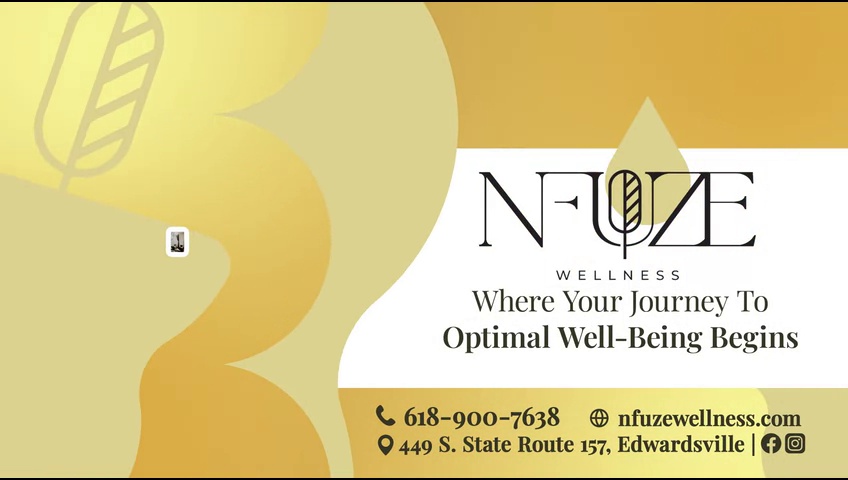 NFUZE
WELLNESS
Where Your Journey To
Optimal Well-Being Begins
618-900-7638 nfuzewellness.com
449 S. State Route 157, Edwardsville |